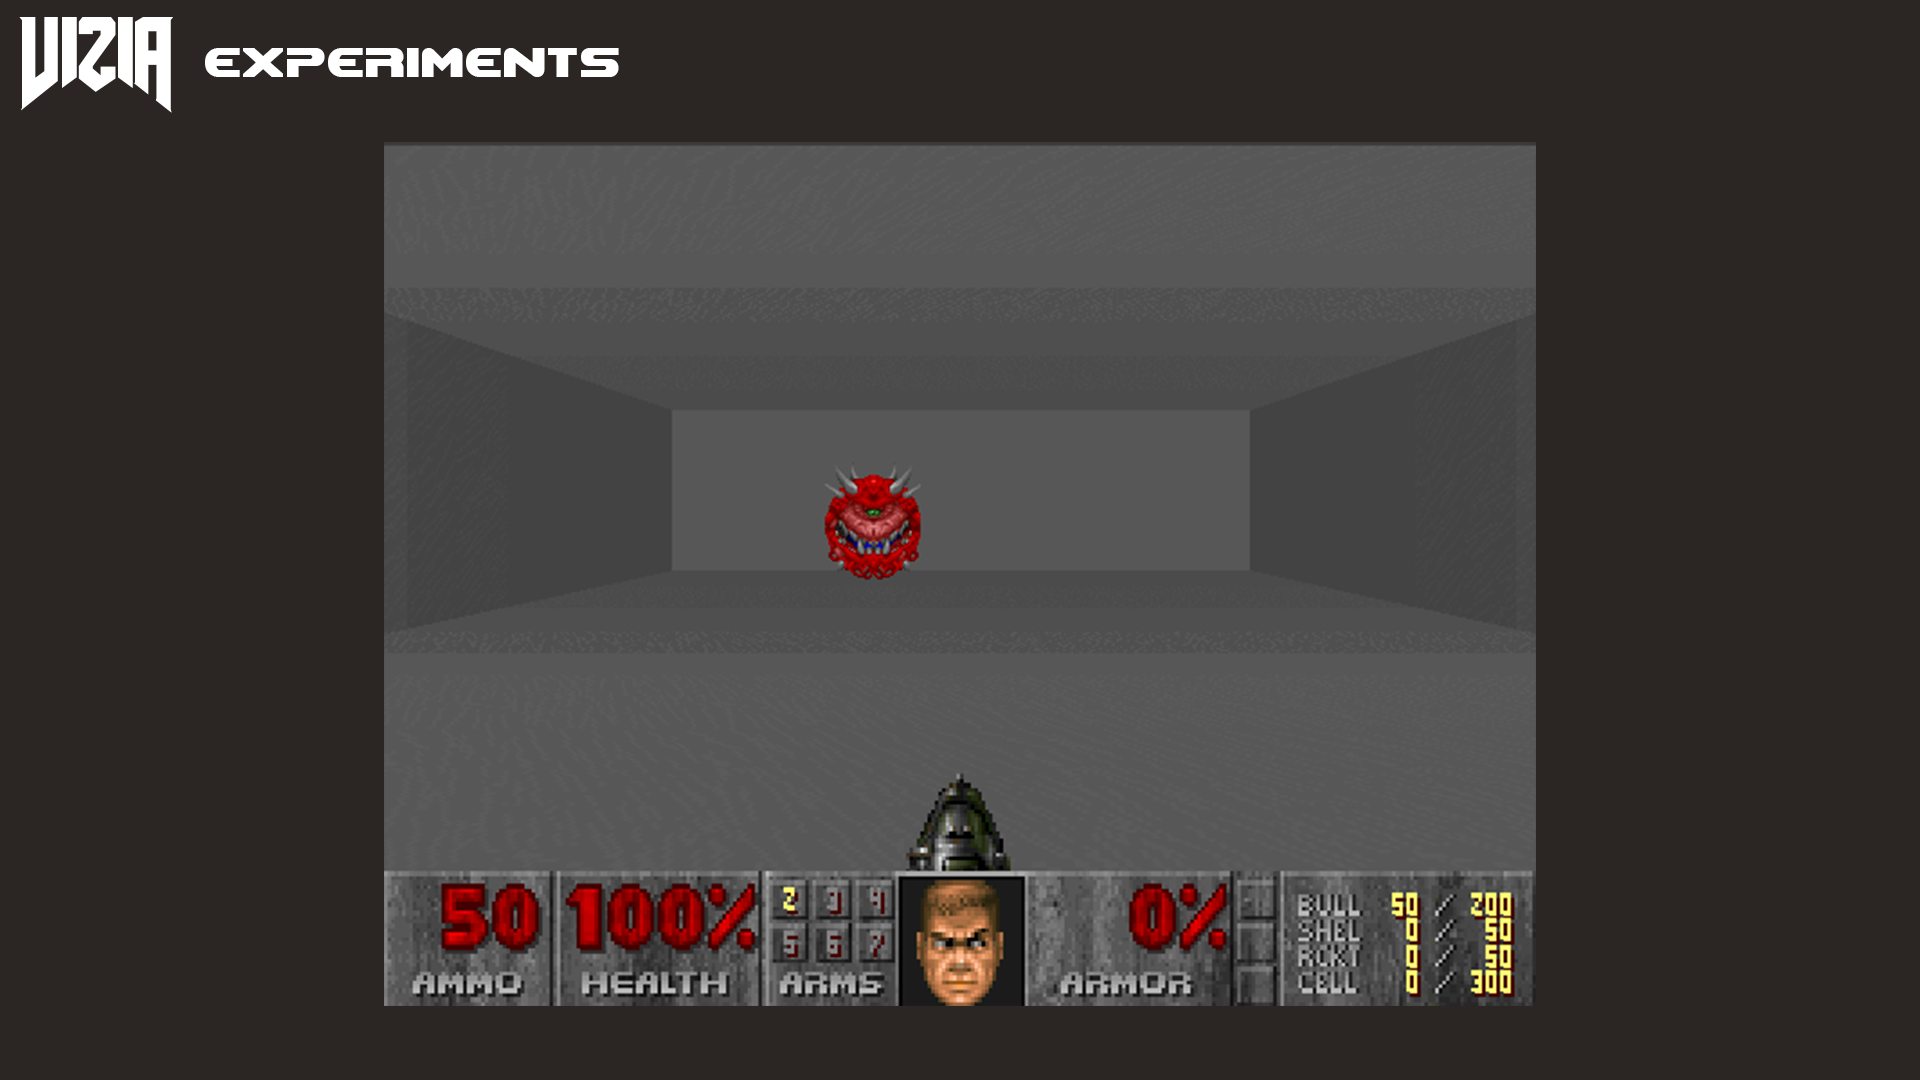 VIZIA EXPERIMENTS
50 100% 2 3 4 0% BULL 50 / 200
SHEL 0 / 50
5 6 7 RCKT 0 / 50
AMMO HEALTH ARMS ARMOR CELL 0 / 300